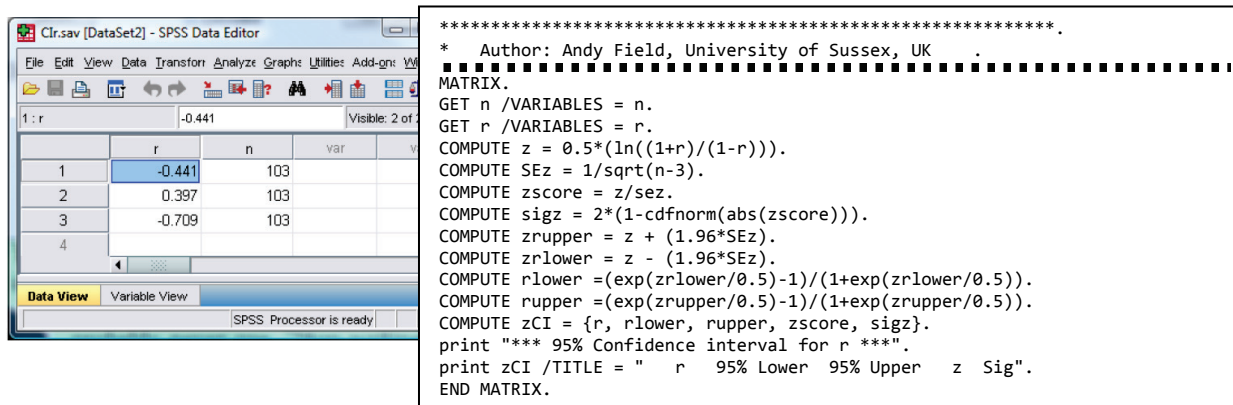 CIr.sav [DataSet2] - SPSS Data Editor
File Edit View Data Transforr Analyze Graph: Utilities Add-ons
1 : r -0.441 Visible: 2 of
r n var
1 -0.441 103
2 0.397 103
3 -0.709 103
4
Data View Variable View
SPSS Processor is ready
************************************************************.
* Author: Andy Field, University of Sussex, UK .
MATRIX.
GET n /VARIABLES = n.
GET r /VARIABLES = r.
COMPUTE z = 0.5*(ln((1+r)/(1-r))).
COMPUTE SEz = 1/sqrt(n-3).
COMPUTE zscore = z/sez.
COMPUTE sigz = 2*(1-cdfnorm(abs(zscore))).
COMPUTE zrupper = z + (1.96*SEz).
COMPUTE zrlower = z - (1.96*SEz).
COMPUTE rlower =(exp(zrlower/0.5)-1)/(1+exp(zrlower/0.5)).
COMPUTE rupper =(exp(zrupper/0.5)-1)/(1+exp(zrupper/0.5)).
COMPUTE zCI = {r, rlower, rupper, zscore, sigz}.
print "*** 95% Confidence interval for r ***".
print zCI /TITLE = " r 95% Lower 95% Upper z Sig".
END MATRIX.